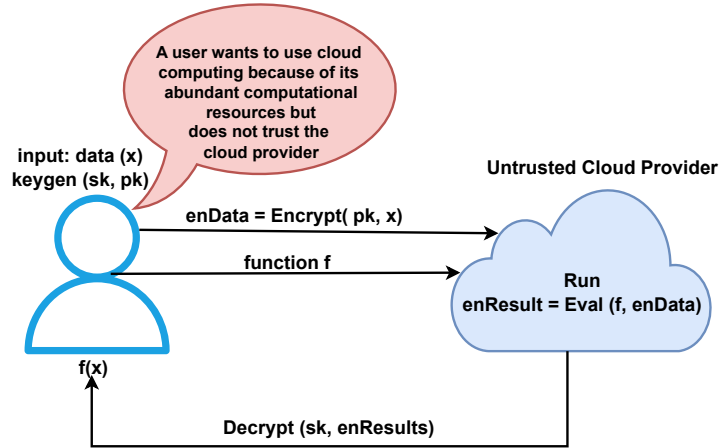 A user wants to use cloud
computing because of its
abundant computational
resources but
does not trust the
cloud provider
input: data (x)
keygen (sk, pk)
Untrusted Cloud Provider
enData = Encrypt( pk, x)
function f
Run
enResult = Eval (f, enData)
f(x)
Decrypt (sk, enResults)